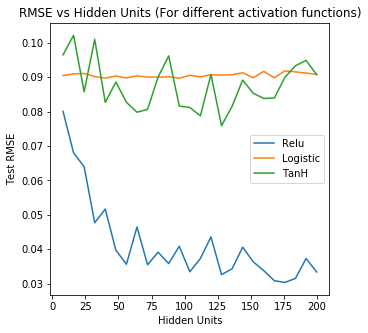 RMSE vs Hidden Units (For different activation functions)
0.10
0.09
0.08
0.07
0.06
0.05
0.04
0.03
Test RMSE
Relu
Logistic
TanH
0 25 50 75 100 125 150 175 200
Hidden Units